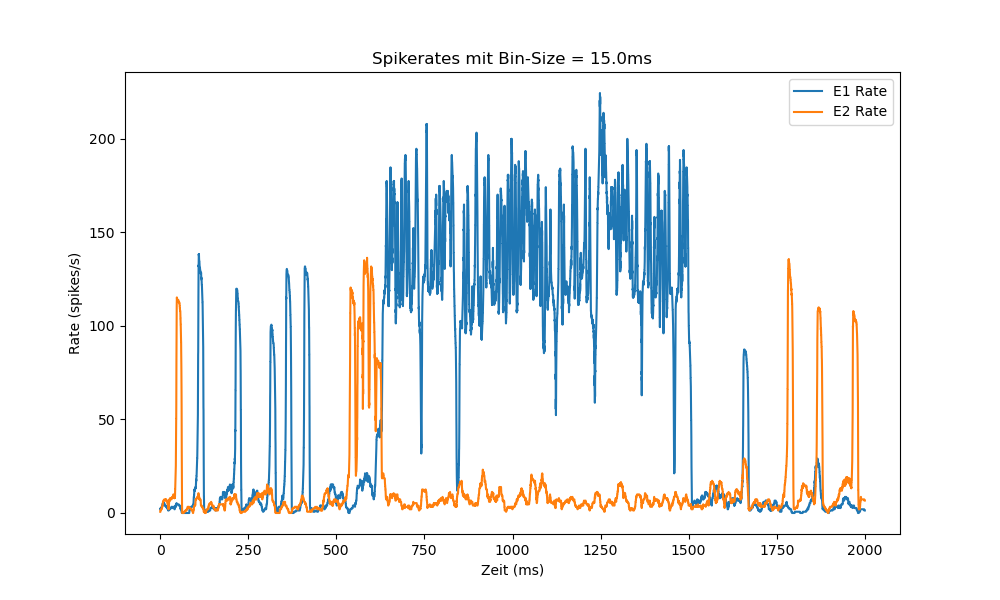 Spikerates mit Bin-Size = 15.0ms
E1 Rate
E2 Rate
Rate (spikes/s)
200
150
100
50
0
0 250 500 750 1000 1250 1500 1750 2000
Zeit (ms)